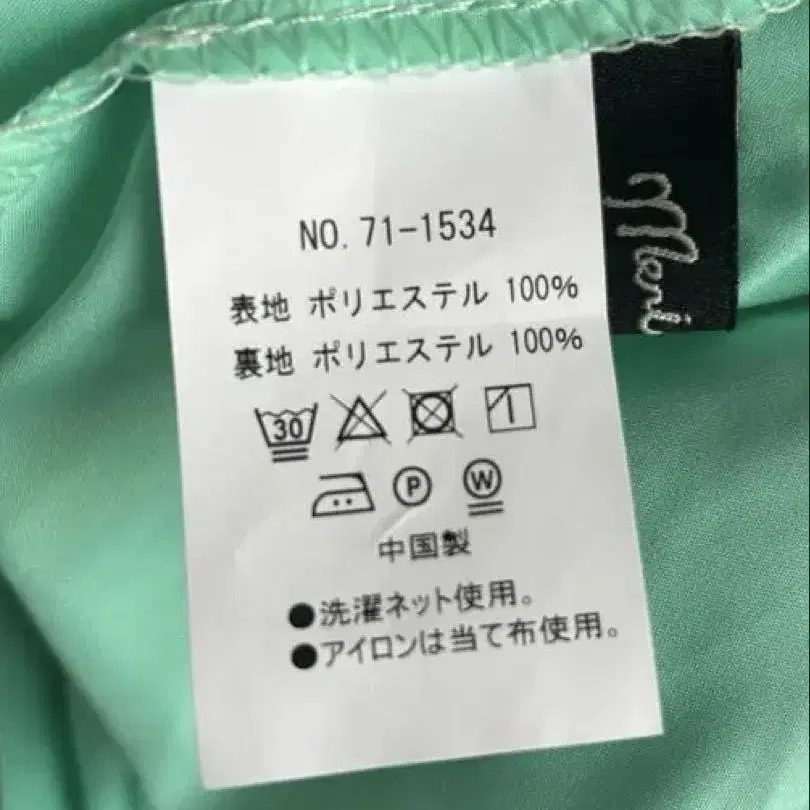 NO. 71-1534
表地 ポリエステル 100%
裏地 ポリエステル 100%
30
P W
中国製
●洗濯ネット使用。
●アイロンは当て布使用。